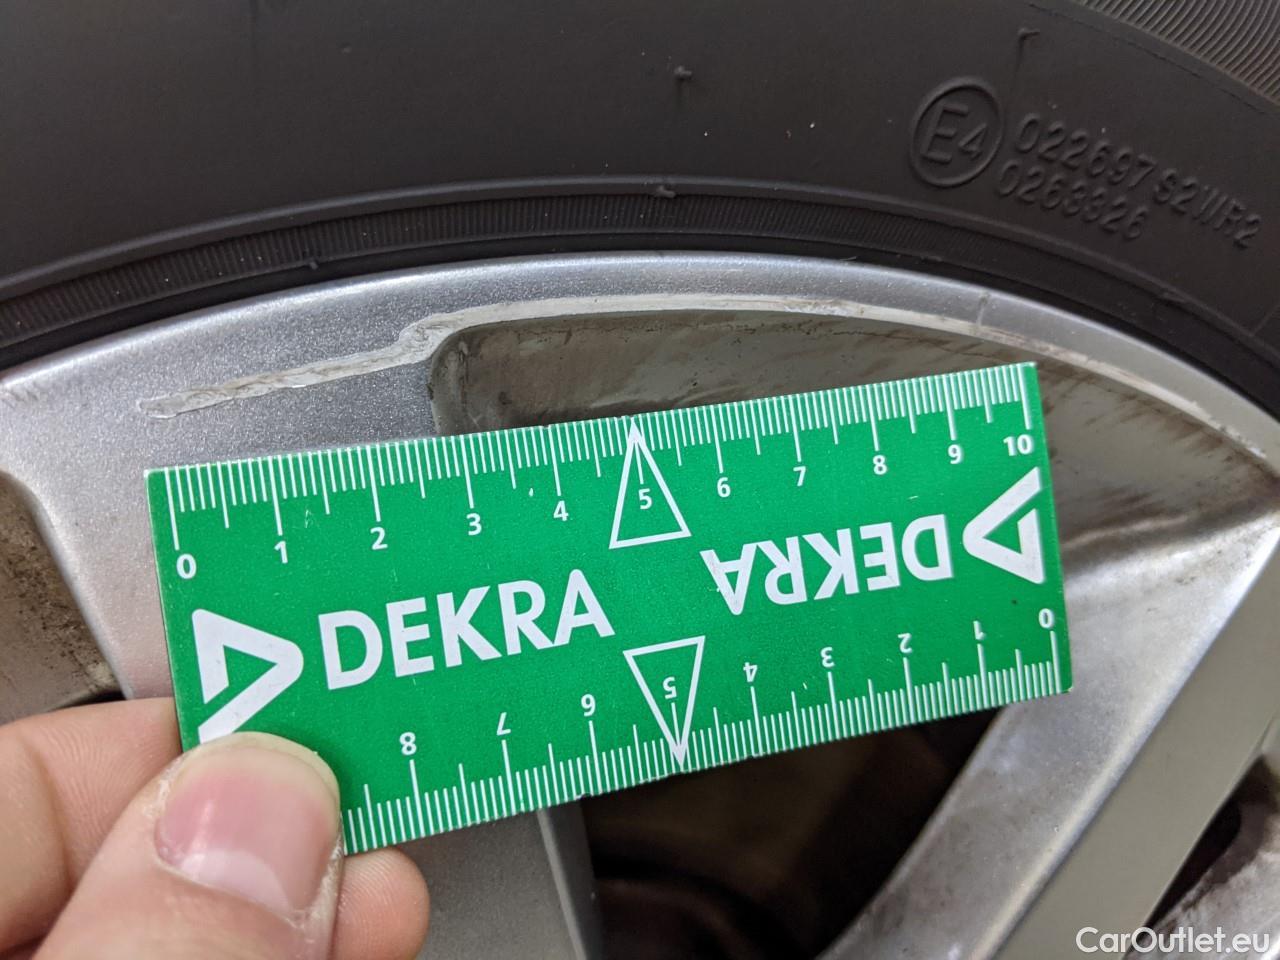 E4 022697 S2WR2
0263326
0 1 2 3 4 5 6 7 8 9 10
DEKRA DEKRA
8 7 6 5 4 3 2 1 0
CarOutlet.eu